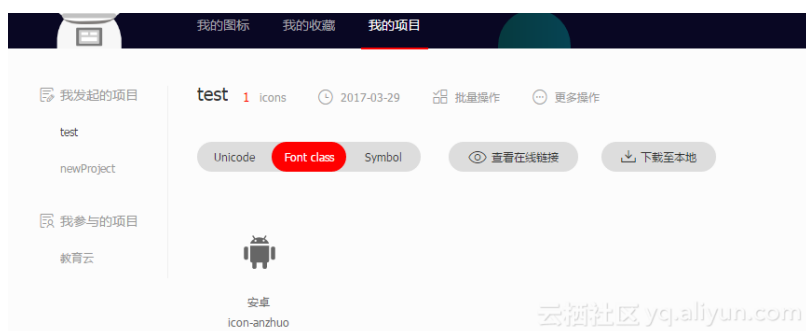 我的图标 我的收藏 我的项目
我发起的项目
test
newProject
我参与的项目
教育云
test 1 icons 2017-03-29 批量操作 更多操作
Unicode Font class Symbol 查看在线链接 下载至本地
安卓
icon-anzhuo
云栖社区 yq.aliyun.com